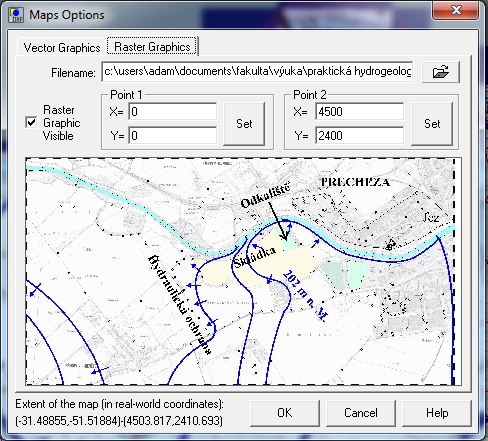 Maps Options
Vector Graphics
Raster Graphics
Filename: c:\users\adam\documents\fakulta\výuka\praktická hydrogeolog
Raster Graphic Visible
Point 1
X= 0
Y= 0
Set
Point 2
X= 4500
Y= 2400
Set
PRECHEZA
Odkaliště
jez
Skládka
Hydraulická ochrana
202 m n. M.
Extent of the map (in real-world coordinates):
(-31.48855,-51.51884)-(4503.817,2410.693)
OK
Cancel
Help